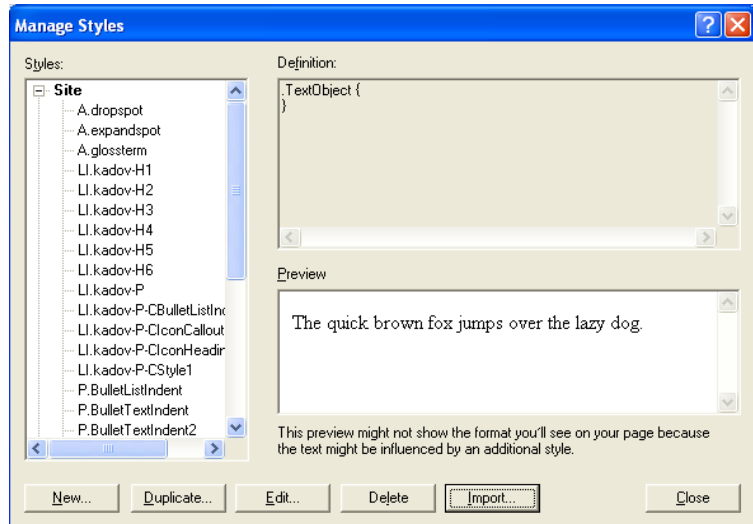 Manage Styles
Styles:
Site
A.dropspot
A.expandspot
A.glossterm
LI.kadov-H1
LI.kadov-H2
LI.kadov-H3
LI.kadov-H4
LI.kadov-H5
LI.kadov-H6
LI.kadov-P
LI.kadov-P-CBulletListInd
LI.kadov-P-CIconCallout
LI.kadov-P-CIconHeadin
LI.kadov-P-CStyle1
P.BulletListIndent
P.BulletTextIndent
P.BulletTextIndent2
Definition:
.TextObject {
}
Preview
The quick brown fox jumps over the lazy dog.
This preview might not show the format you'll see on your page because
the text might be influenced by an additional style.
New... Duplicate... Edit... Delete Import... Close